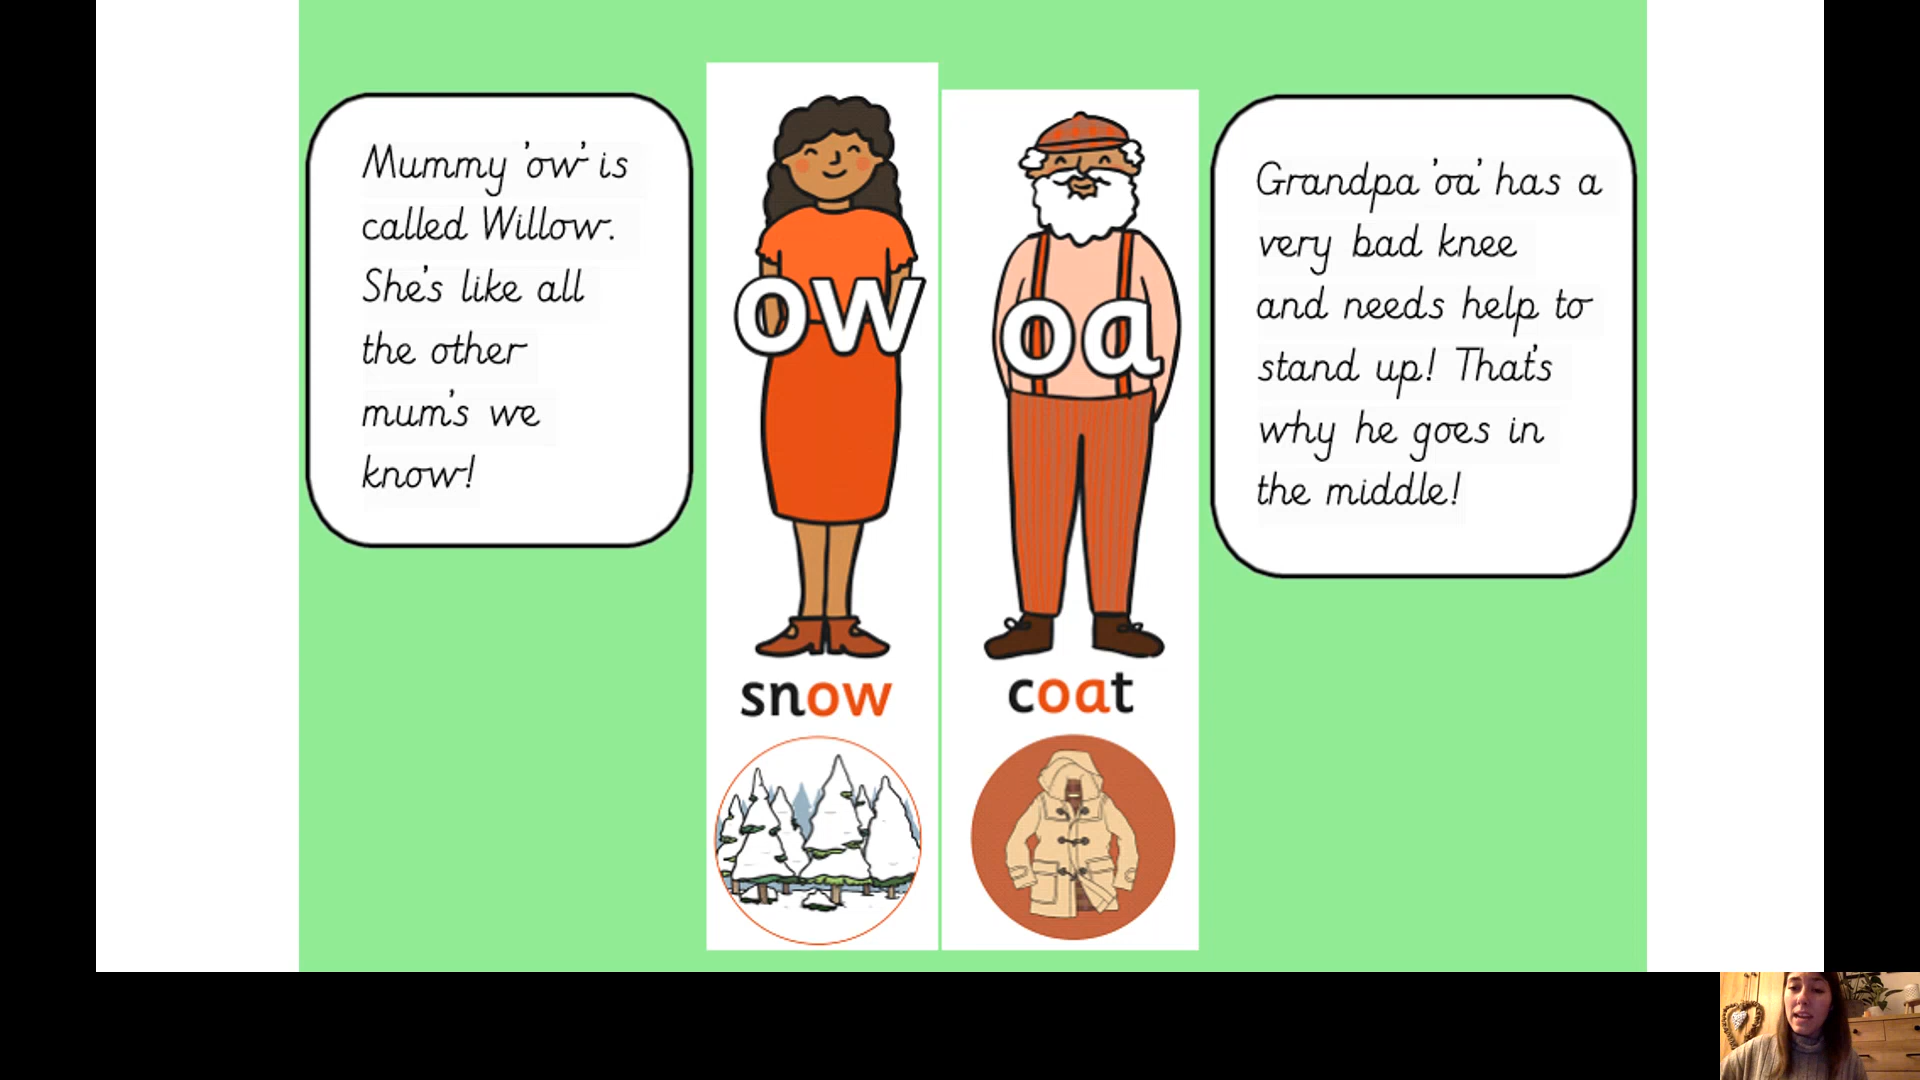 Mummy 'ow' is
called Willow.
She's like all
the other
mum's we
know!
ow
snow
oa
coat
Grandpa 'oa' has a
very bad knee
and needs help to
stand up! That's
why he goes in
the middle!